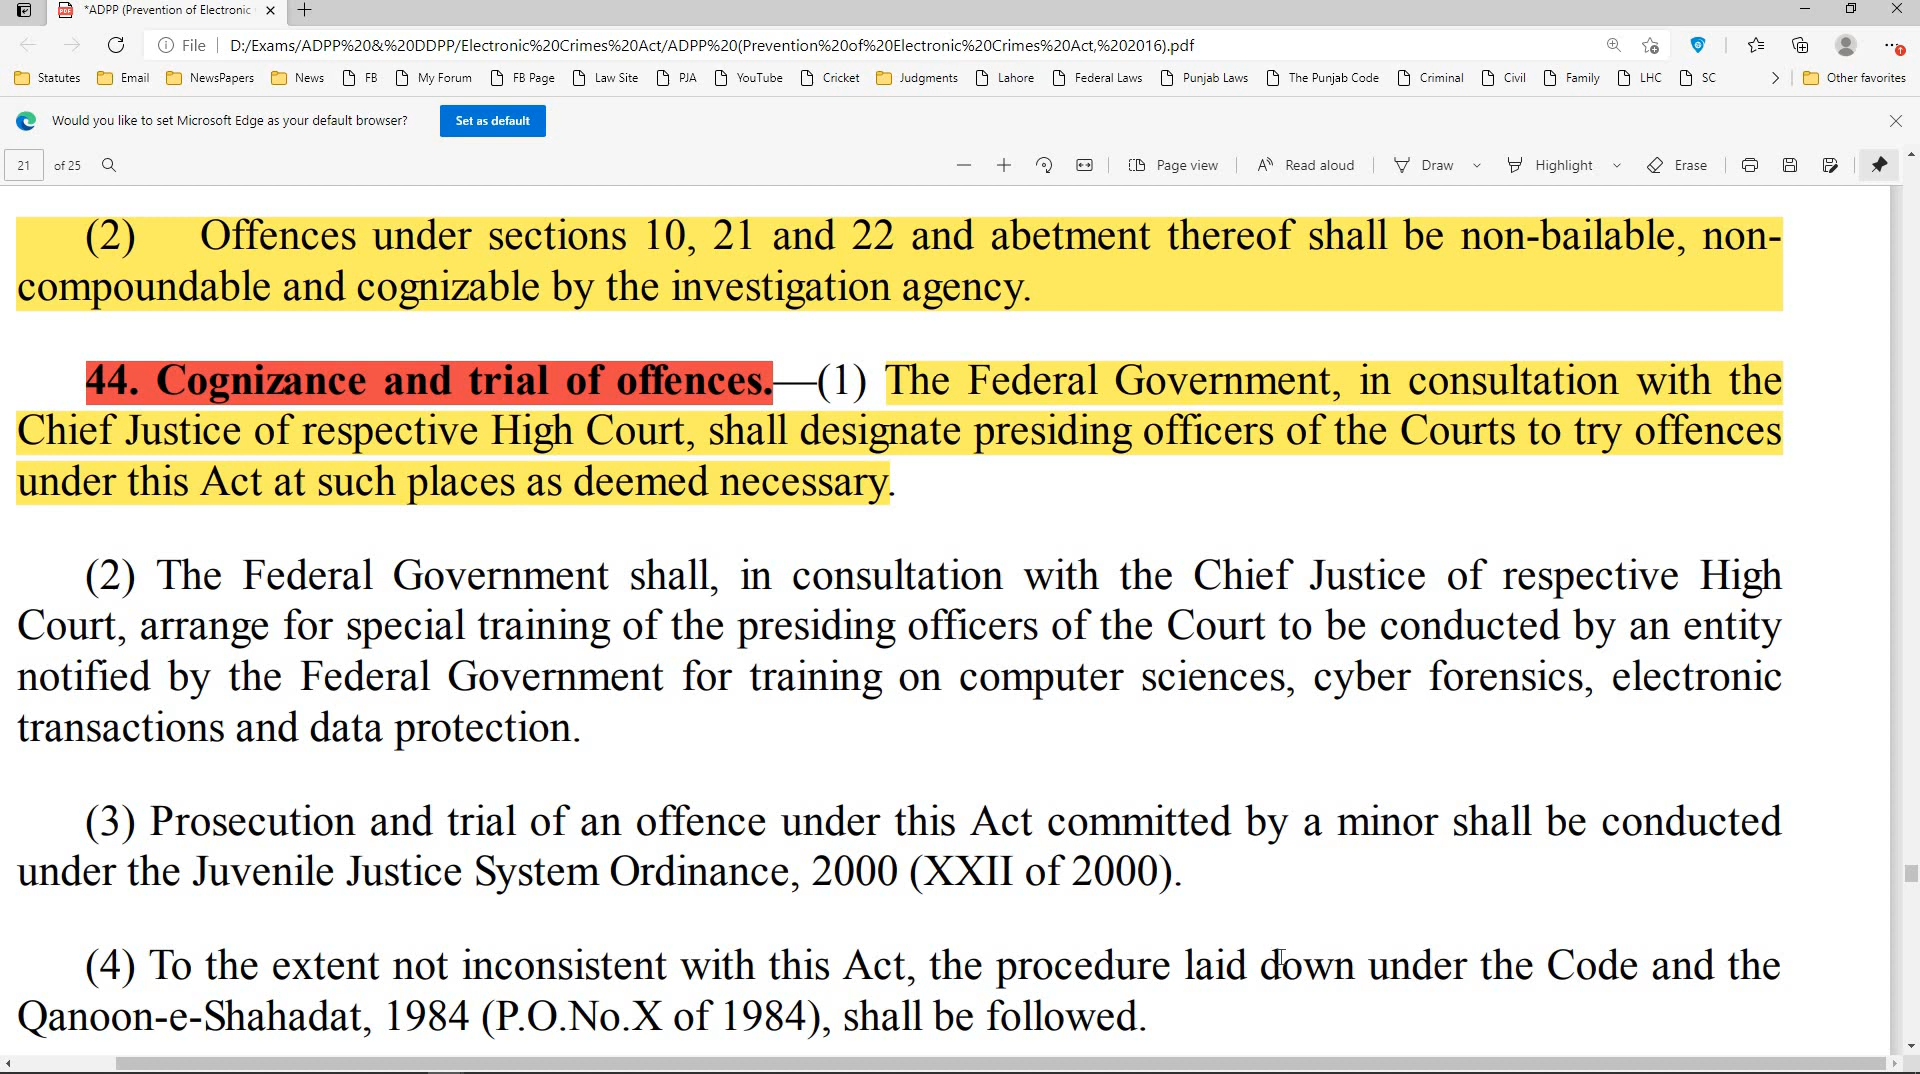 *ADPP (Prevention of Electronic
File
D:/Exams/ADPP%20&%20DDPP/Electronic%20Crimes%20Act/ADPP%20(Prevention%20of%20Electronic%20Crimes%20Act,%202016).pdf
Statutes Email NewsPapers News FB My Forum FB Page Law Site PJA YouTube Cricket Judgments Lahore Federal Laws Punjab Laws The Punjab Code Criminal Civil Family LHC SC Other favorites
Would you like to set Microsoft Edge as your default browser? Set as default
21 of 25 Page view Read aloud Draw Highlight Erase
(2) Offences under sections 10, 21 and 22 and abetment thereof shall be non-bailable, non-
compoundable and cognizable by the investigation agency.
44. Cognizance and trial of offences.—(1) The Federal Government, in consultation with the
Chief Justice of respective High Court, shall designate presiding officers of the Courts to try offences
under this Act at such places as deemed necessary.
(2) The Federal Government shall, in consultation with the Chief Justice of respective High
Court, arrange for special training of the presiding officers of the Court to be conducted by an entity
notified by the Federal Government for training on computer sciences, cyber forensics, electronic
transactions and data protection.
(3) Prosecution and trial of an offence under this Act committed by a minor shall be conducted
under the Juvenile Justice System Ordinance, 2000 (XXII of 2000).
(4) To the extent not inconsistent with this Act, the procedure laid down under the Code and the
Qanoon-e-Shahadat, 1984 (P.O.No.X of 1984), shall be followed.